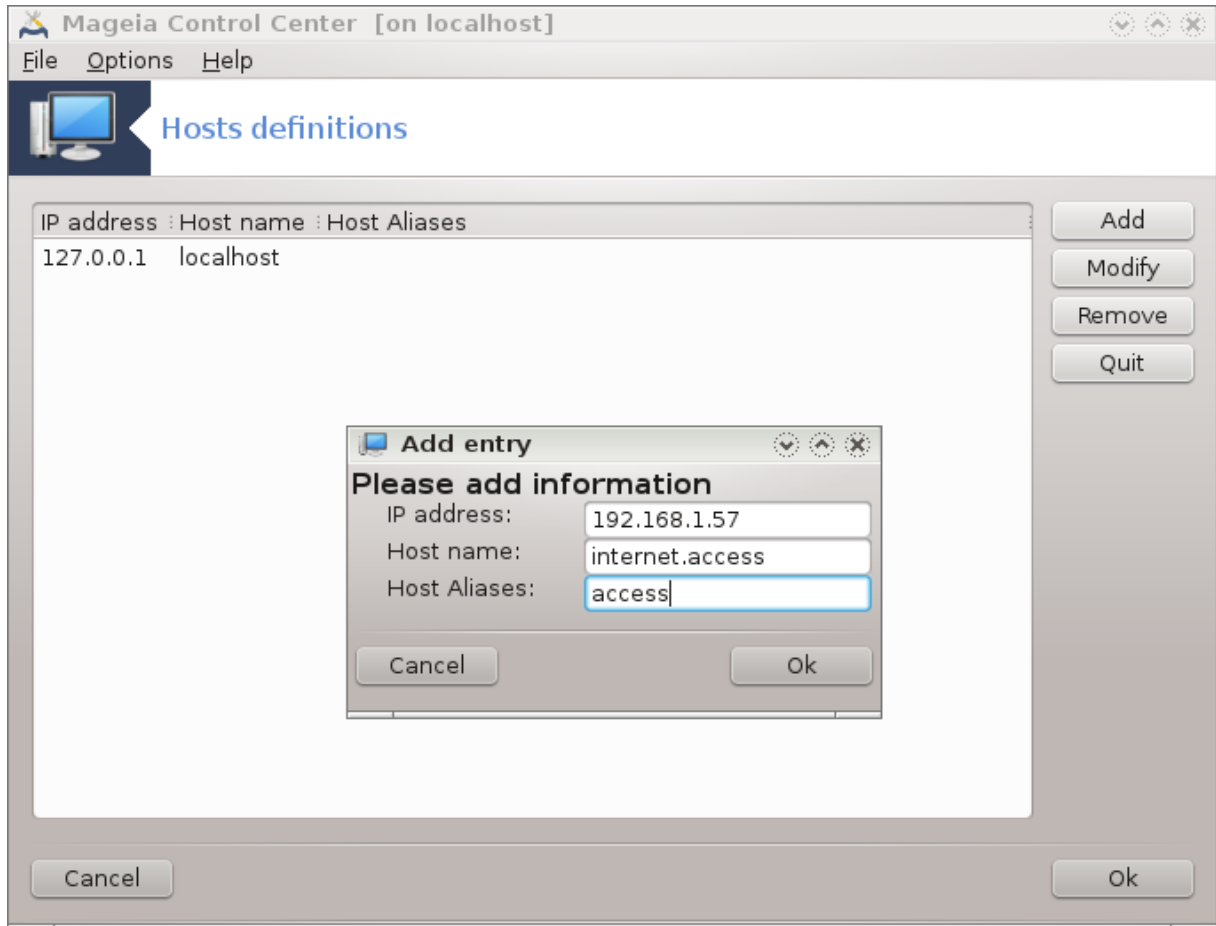 Mageia Control Center [on localhost]
File Options Help
Hosts definitions
IP address Host name Host Aliases
127.0.0.1 localhost
Add
Modify
Remove
Quit
Add entry
Please add information
IP address: 192.168.1.57
Host name: internet.access
Host Aliases: access
Cancel Ok
Cancel Ok